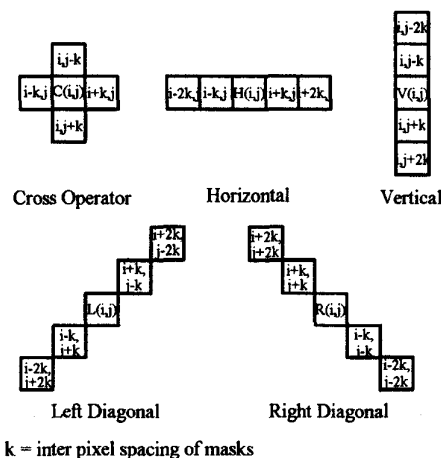 i,j-k
i-k,j C(i,j) i+k,j
i,j+k
Cross Operator
i-2k,j i-k,j H(i,j) i+k,j +2k,
Horizontal
i,j-2k
i,j-k
V(i,j)
i,j+k
i,j+2k
Vertical
i+2k,
j-2k
i+k,
j-k
L(i,j)
i-k,
i+k
i-2k,
j+2k
Left Diagonal
i+2k,
j+2k
i+k,
j+k
R(i,j)
i-k,
j-k
i-2k,
j-2k
Right Diagonal
k = inter pixel spacing of masks